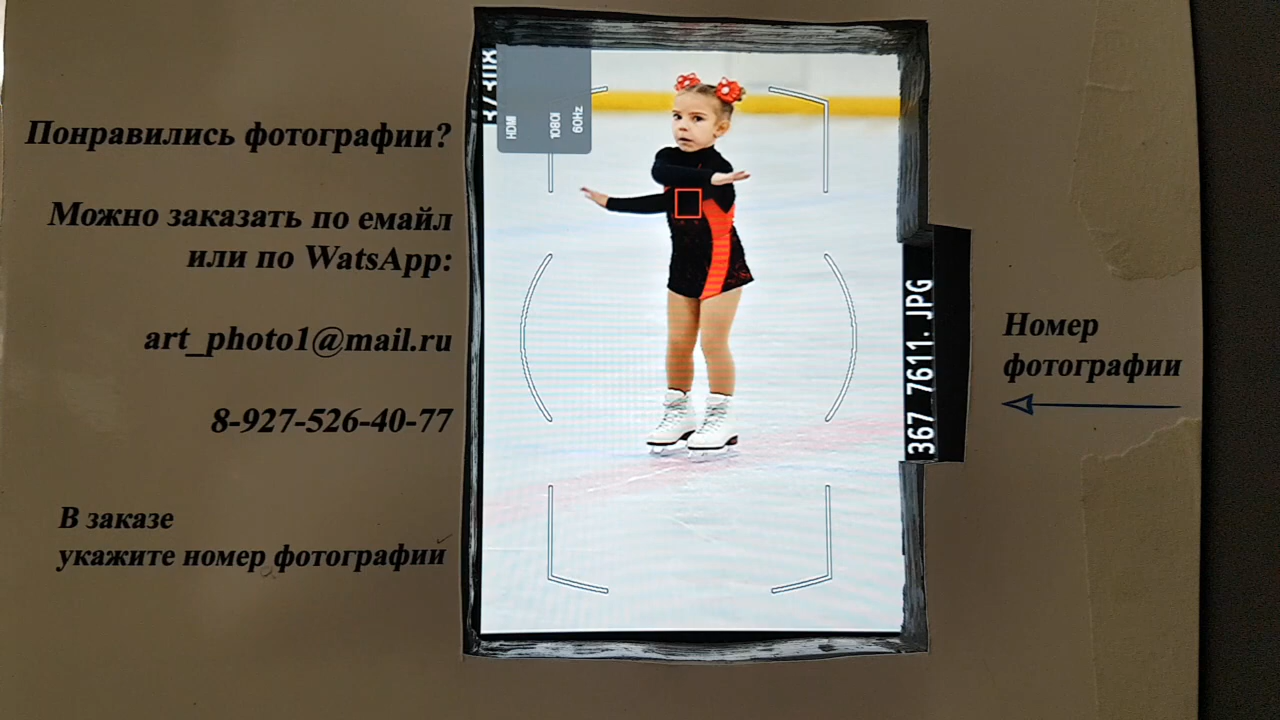 Понравились фотографии?
Можно заказать по емайл
или по WatsApp:
art_photo1@mail.ru
8-927-526-40-77
В заказе
укажите номер фотографии
HDMI
1080i
60Hz
367 7611.JPG
Номер
фотографии